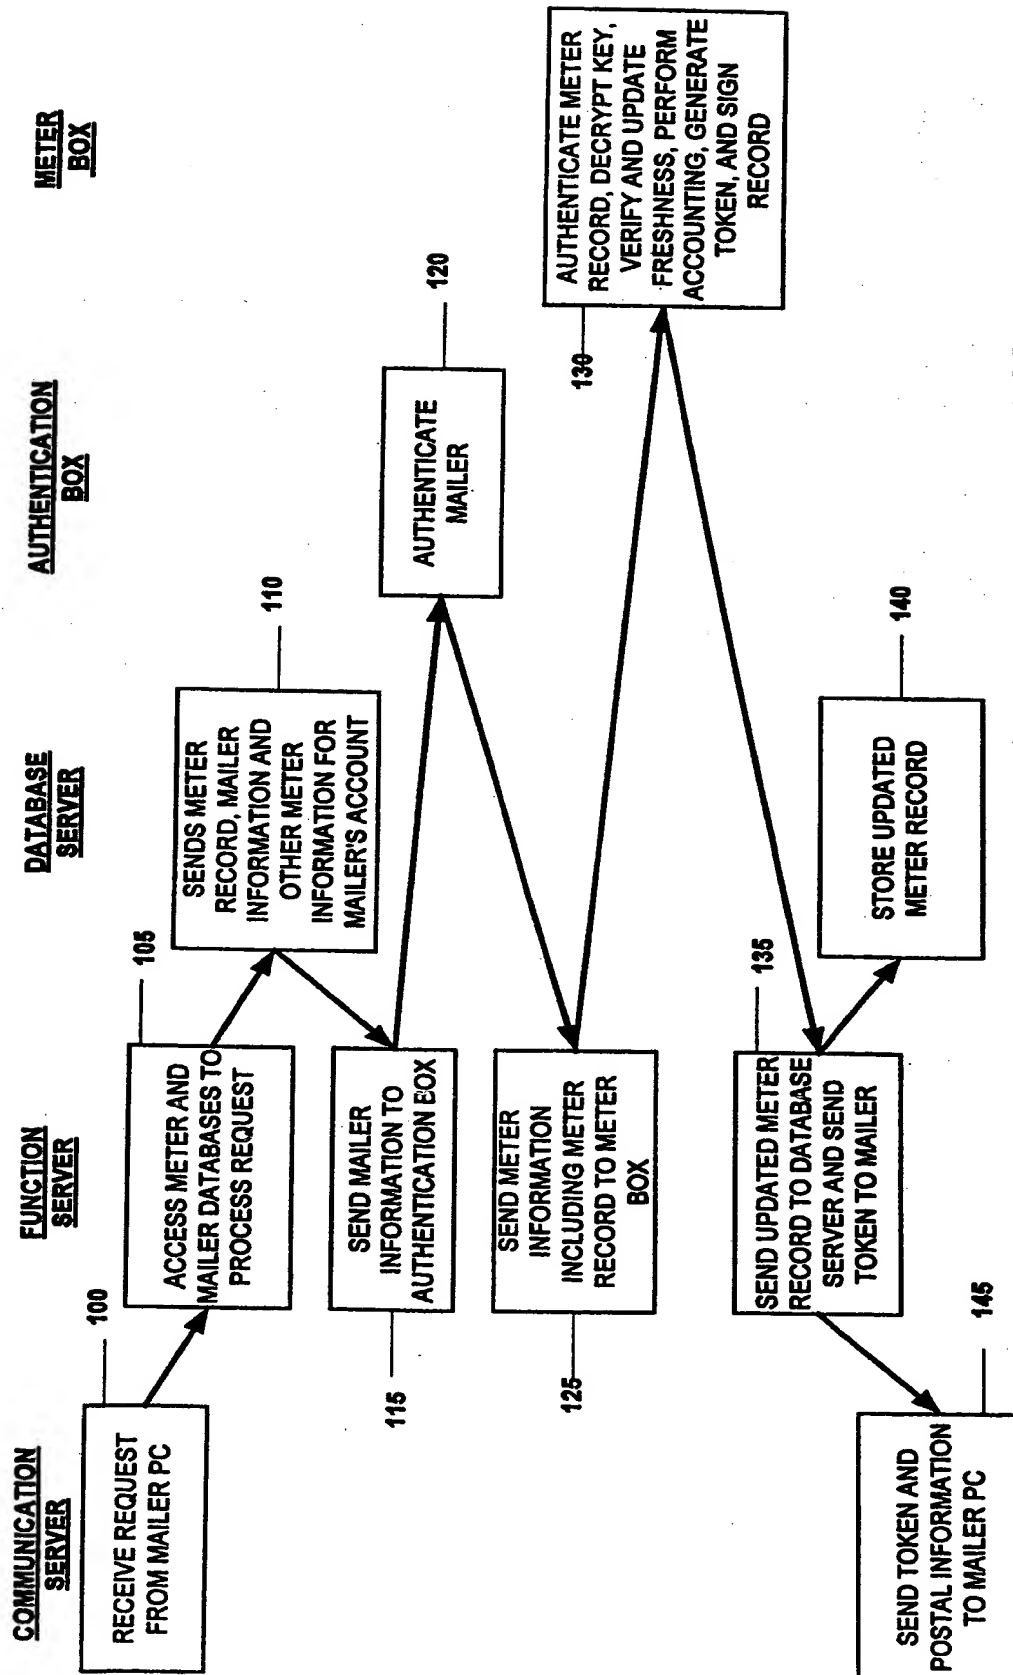 COMMUNICATION
SERVER
FUNCTION
SERVER
DATABASE
SERVER
AUTHENTICATION
BOX
METER
BOX
100
RECEIVE REQUEST
FROM MAILER PC
105
ACCESS METER AND
MAILER DATABASES TO
PROCESS REQUEST
110
SENDS METER
RECORD, MAILER
INFORMATION AND
OTHER METER
INFORMATION FOR
MAILER'S ACCOUNT
115
SEND MAILER
INFORMATION TO
AUTHENTICATION BOX
120
AUTHENTICATE
MAILER
125
SEND METER
INFORMATION
INCLUDING METER
RECORD TO METER
BOX
130
AUTHENTICATE METER
RECORD, DECRYPT KEY,
VERIFY AND UPDATE
FRESHNESS, PERFORM
ACCOUNTING, GENERATE
TOKEN, AND SIGN
RECORD
135
SEND UPDATED METER
RECORD TO DATABASE
SERVER AND SEND
TOKEN TO MAILER
140
STORE UPDATED
METER RECORD
145
SEND TOKEN AND
POSTAL INFORMATION
TO MAILER PC